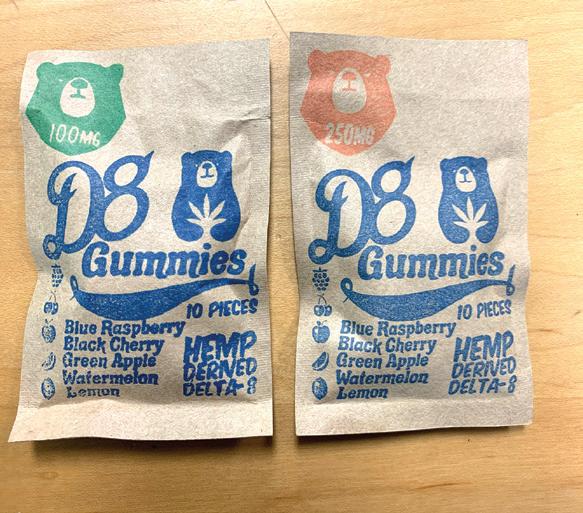 100MG
D8
Gummies
10 PIECES
Blue Raspberry
Black Cherry
Green Apple
Watermelon
Lemon
HEMP
DERIVED
DELTA-8
250MG
D8
Gummies
10 PIECES
Blue Raspberry
Black Cherry
Green Apple
Watermelon
Lemon
HEMP
DERIVED
DELTA-8